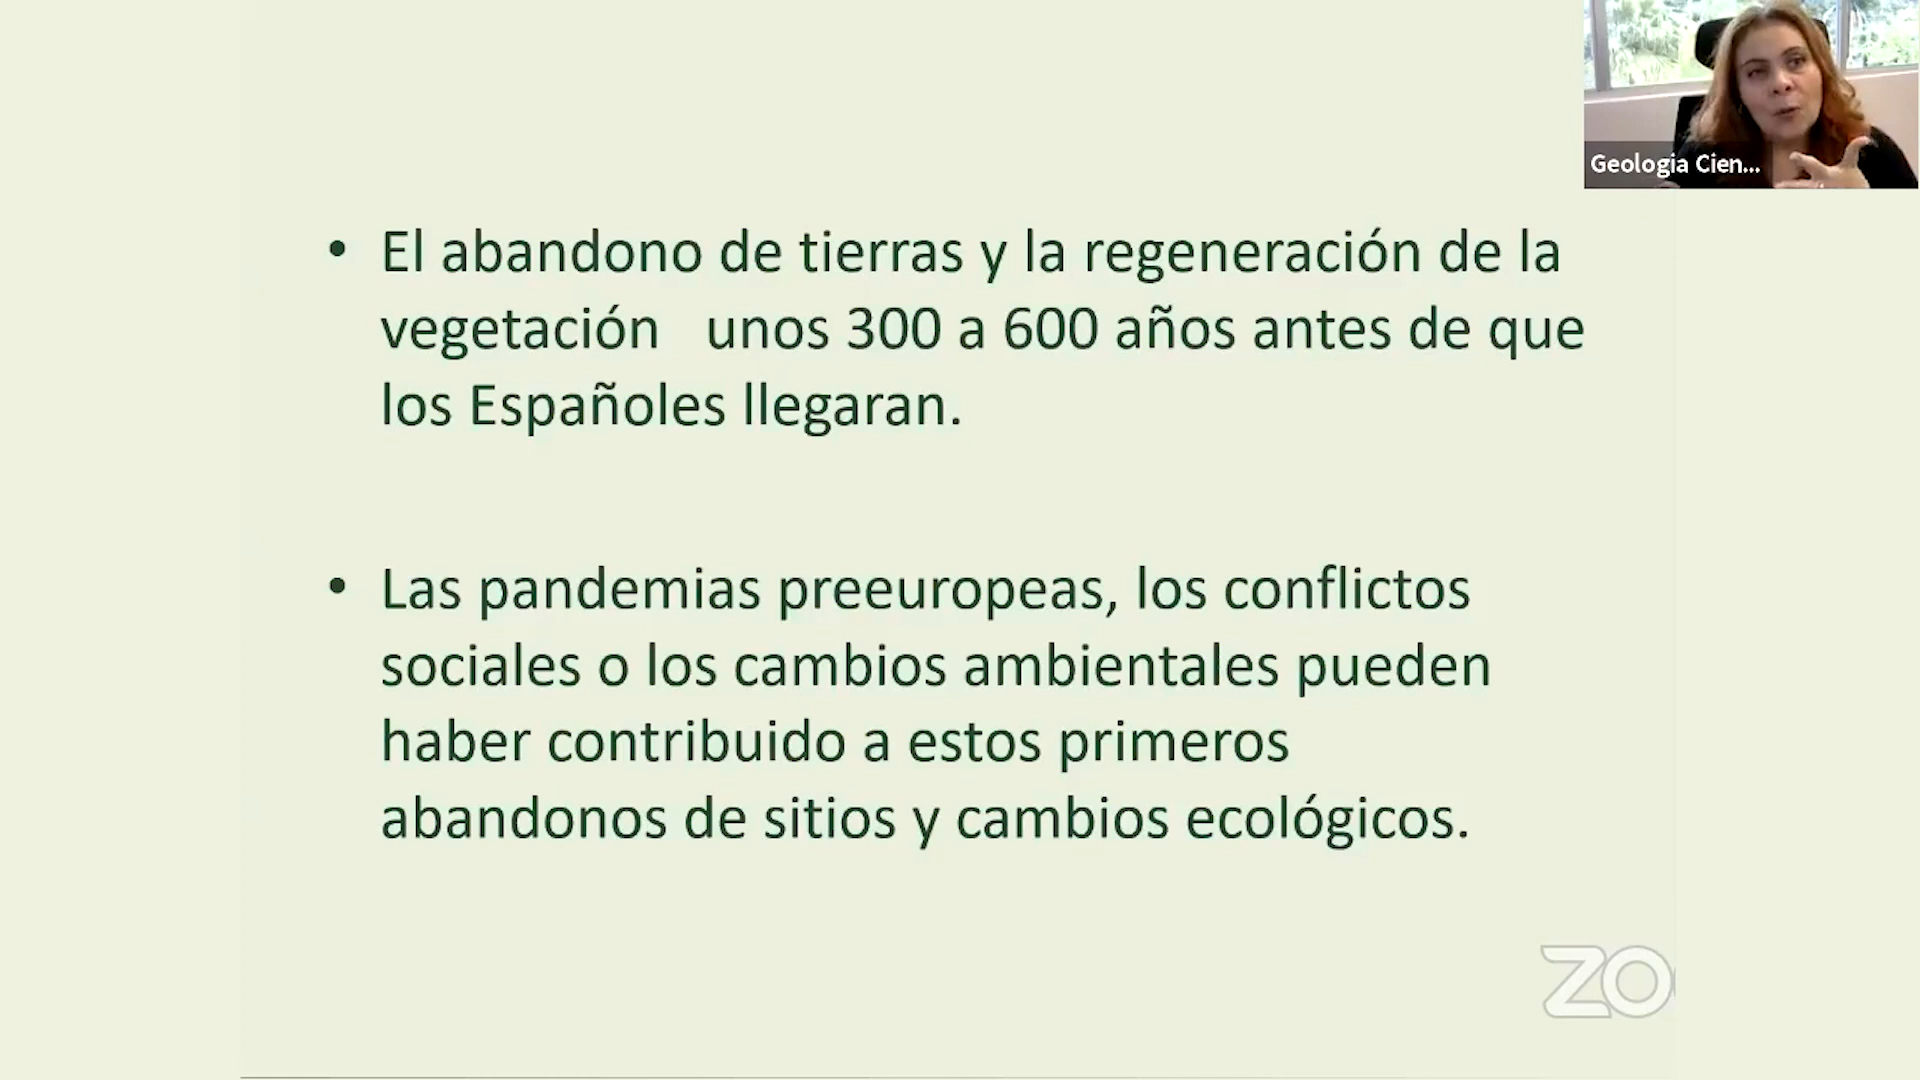 Geologia Cien...
• El abandono de tierras y la regeneración de la
vegetación unos 300 a 600 años antes de que
los Españoles llegaran.
• Las pandemias preeuropeas, los conflictos
sociales o los cambios ambientales pueden
haber contribuido a estos primeros
abandonos de sitios y cambios ecológicos.
ZO